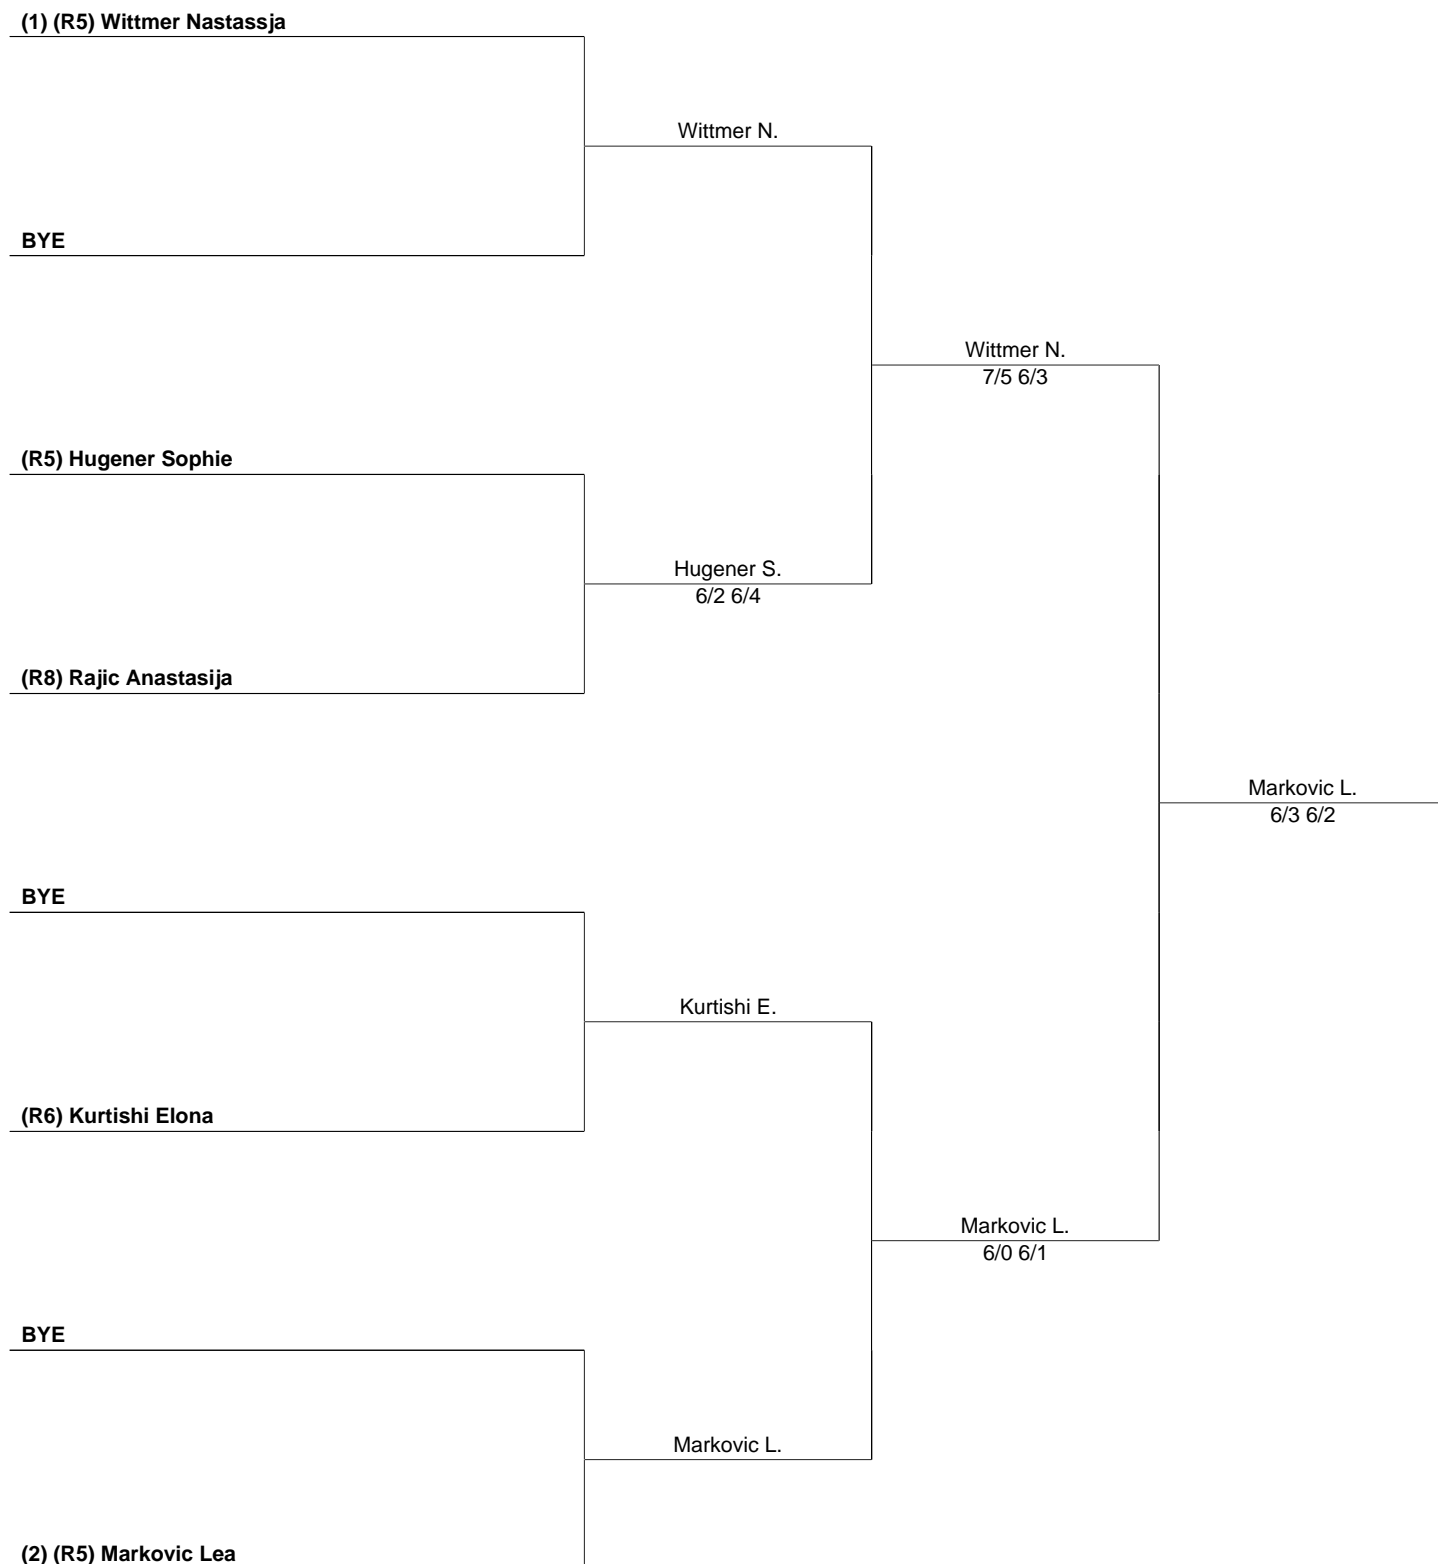 (1) (R5) Wittmer Nastassja
Wittmer N.
BYE
Wittmer N.
7/5 6/3
(R5) Hugener Sophie
Hugener S.
6/2 6/4
(R8) Rajic Anastasija
Markovic L.
6/3 6/2
BYE
Kurtishi E.
(R6) Kurtishi Elona
Markovic L.
6/0 6/1
BYE
Markovic L.
(2) (R5) Markovic Lea